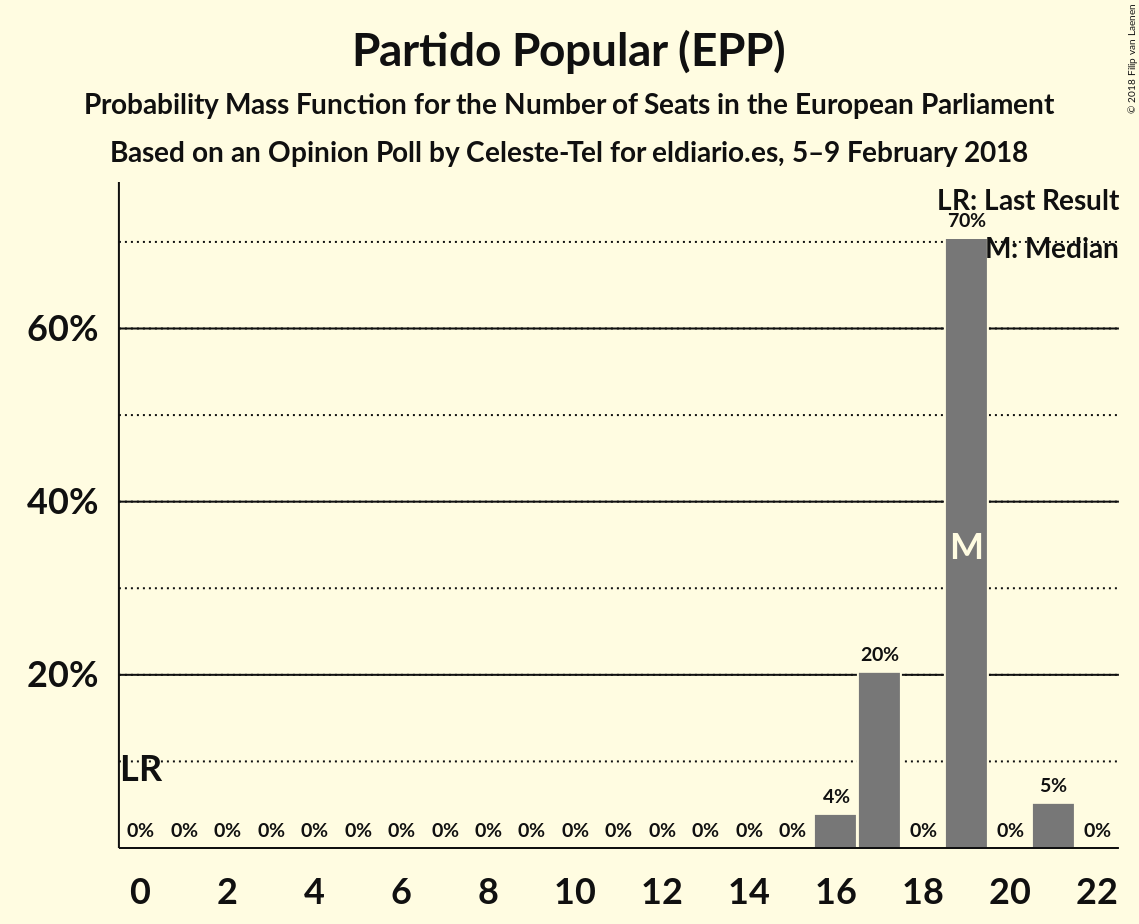 Partido Popular (EPP)
Probability Mass Function for the Number of Seats in the European Parliament
Based on an Opinion Poll by Celeste-Tel for eldiario.es, 5–9 February 2018
© 2018 Filip van Laenen
LR: Last Result
M: Median
70%
60%
40%
20%
M
20%
LR
4%
5%
0% 0% 0% 0% 0% 0% 0% 0% 0% 0% 0% 0% 0% 0% 0% 0% 0% 0% 0%
0 2 4 6 8 10 12 14 16 18 20 22